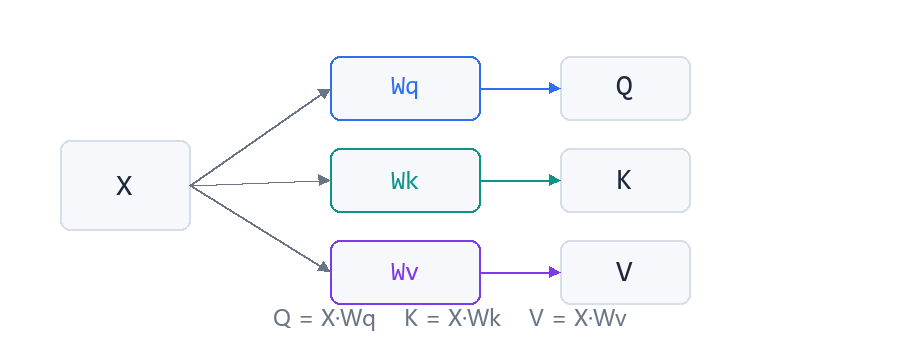 Wq Q
X Wk K
Wv V
Q = X·Wq K = X·Wk V = X·Wv